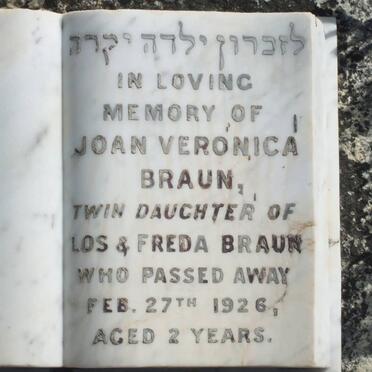 לזכרון ילדה יקרה
IN LOVING
MEMORY OF
JOAN VERONICA
BRAUN,
TWIN DAUGHTER OF
LOS & FREDA BRAUN
WHO PASSED AWAY
FEB. 27TH 1926,
AGED 2 YEARS.